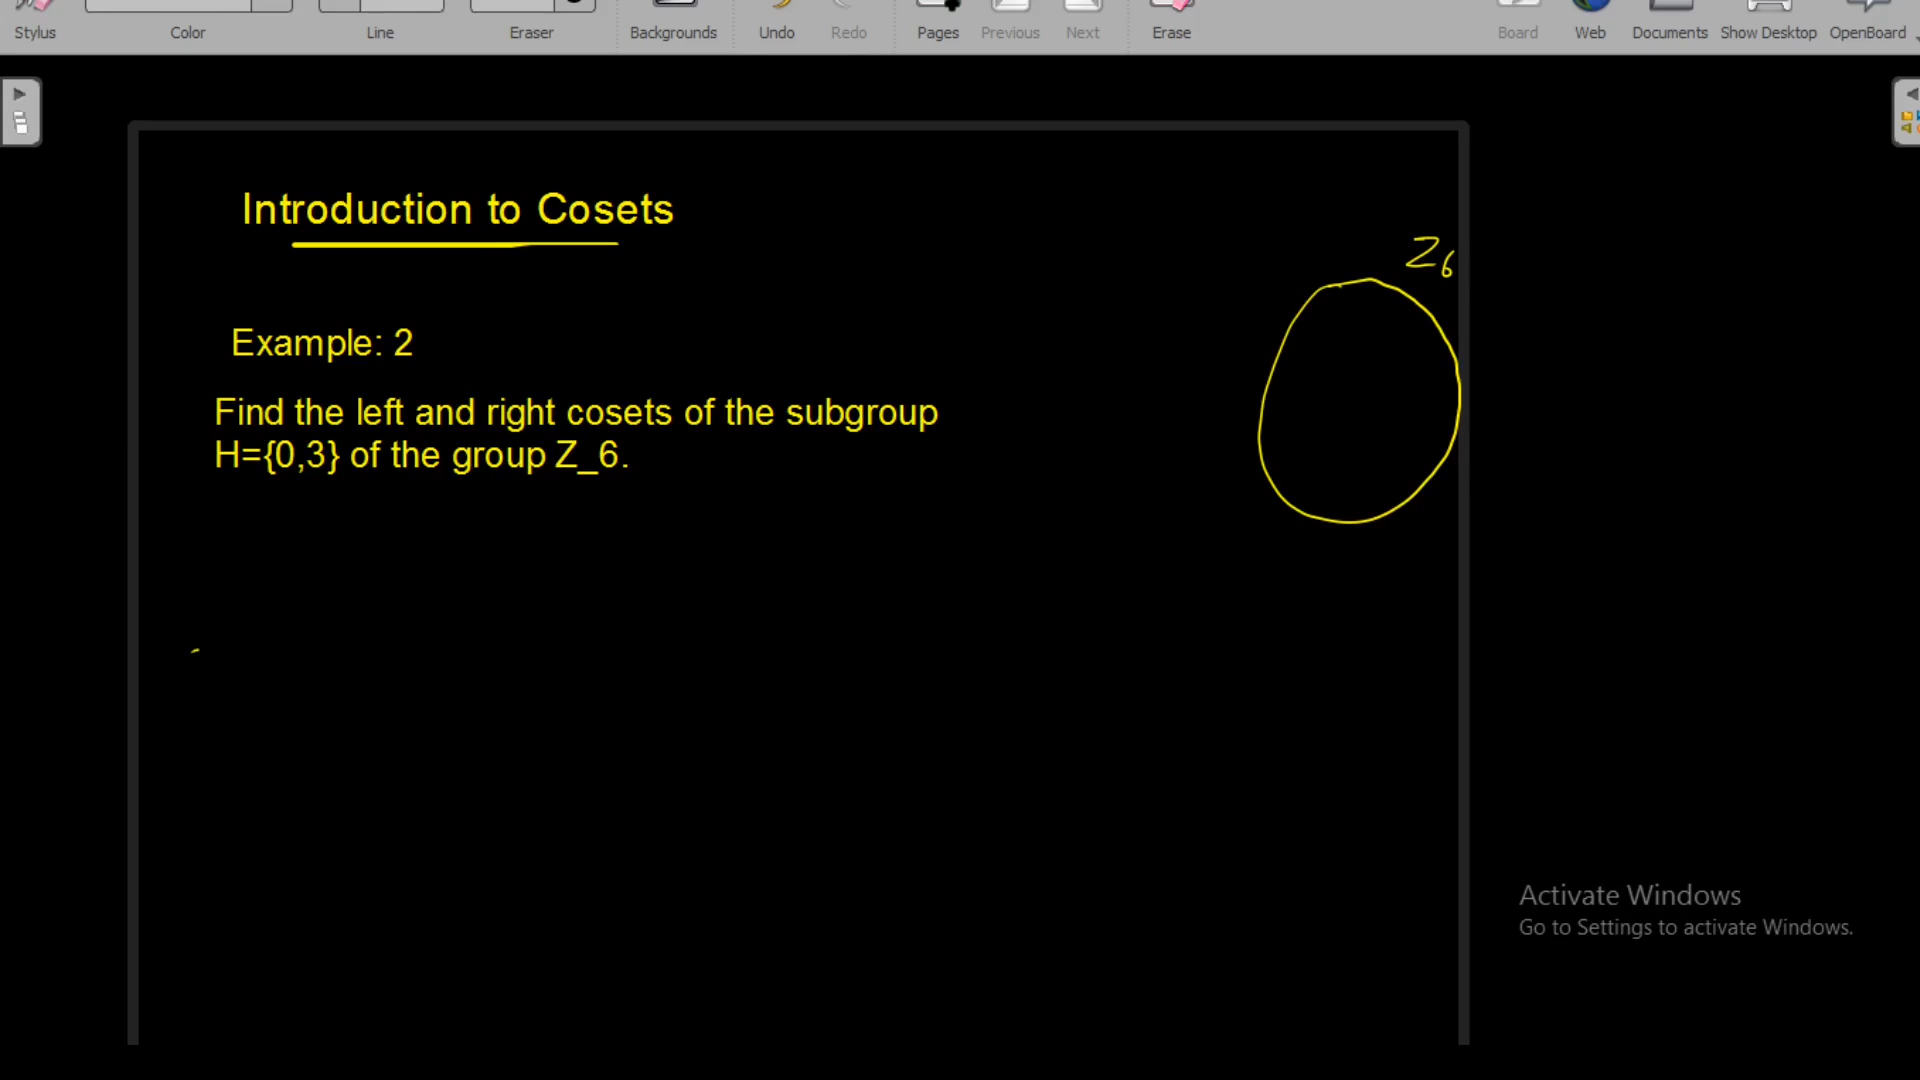 Stylus Color Line Eraser Backgrounds Undo Redo Pages Previous Next Erase Board Web Documents Show Desktop OpenBoard
Introduction to Cosets
Z6
Example: 2
Find the left and right cosets of the subgroup
H={0,3} of the group Z_6.
Activate Windows
Go to Settings to activate Windows.